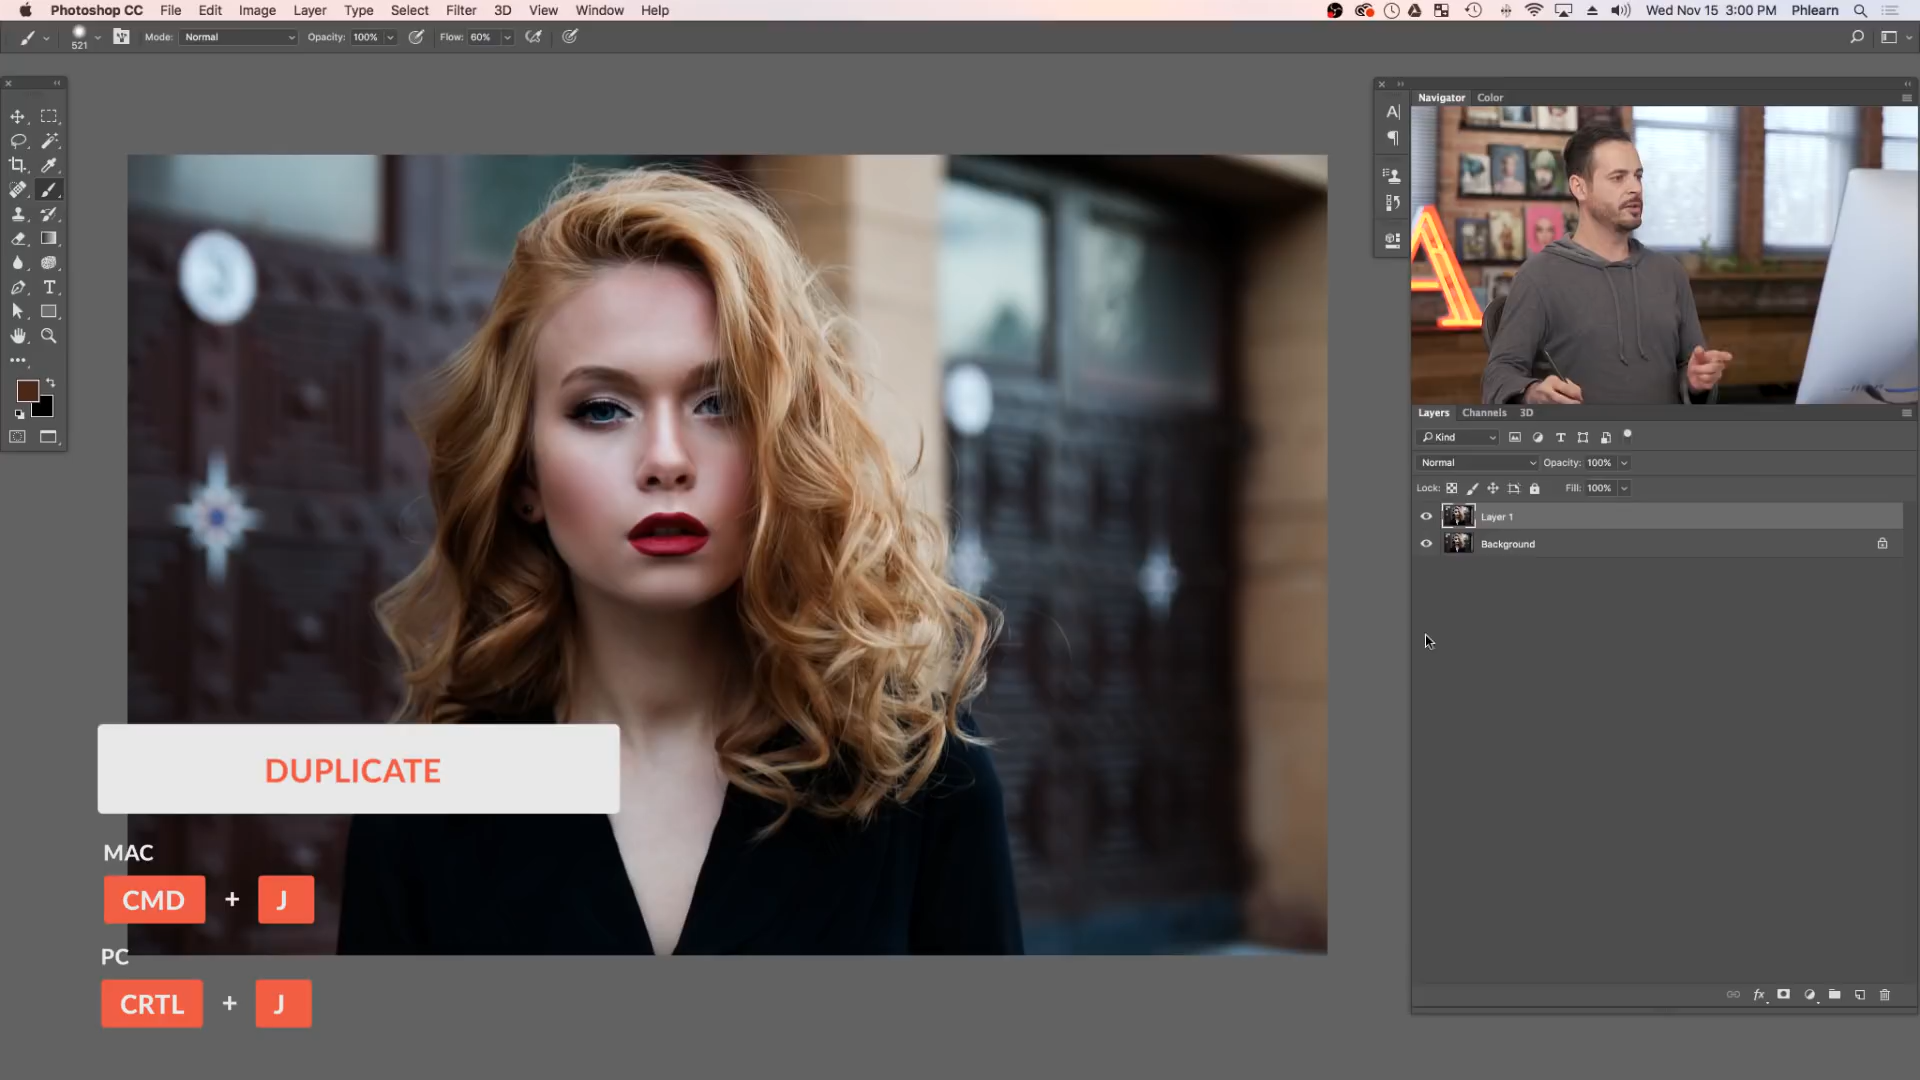 Photoshop CC File Edit Image Layer Type Select Filter 3D View Window Help Wed Nov 15 3:00 PM Phlearn
521 Mode: Normal Opacity: 100% Flow: 60%
Navigator Color
A
Layers Channels 3D
Kind
Normal Opacity: 100%
Lock: Fill: 100%
Layer 1
Background
DUPLICATE
MAC
CMD + J
PC
CRTL + J
fx